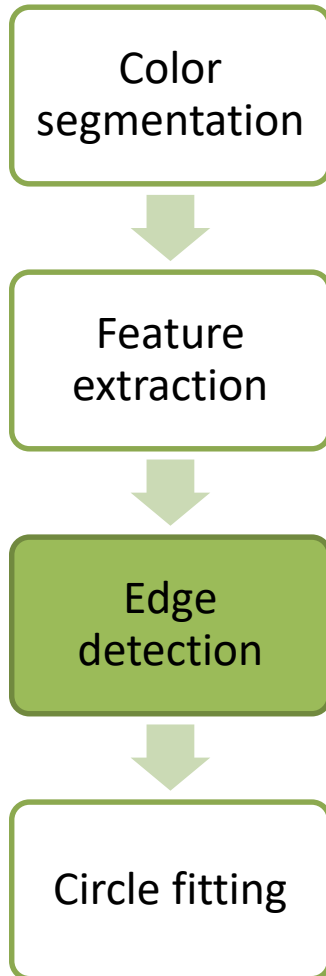 Color
segmentation
Feature
extraction
Edge
detection
Circle fitting